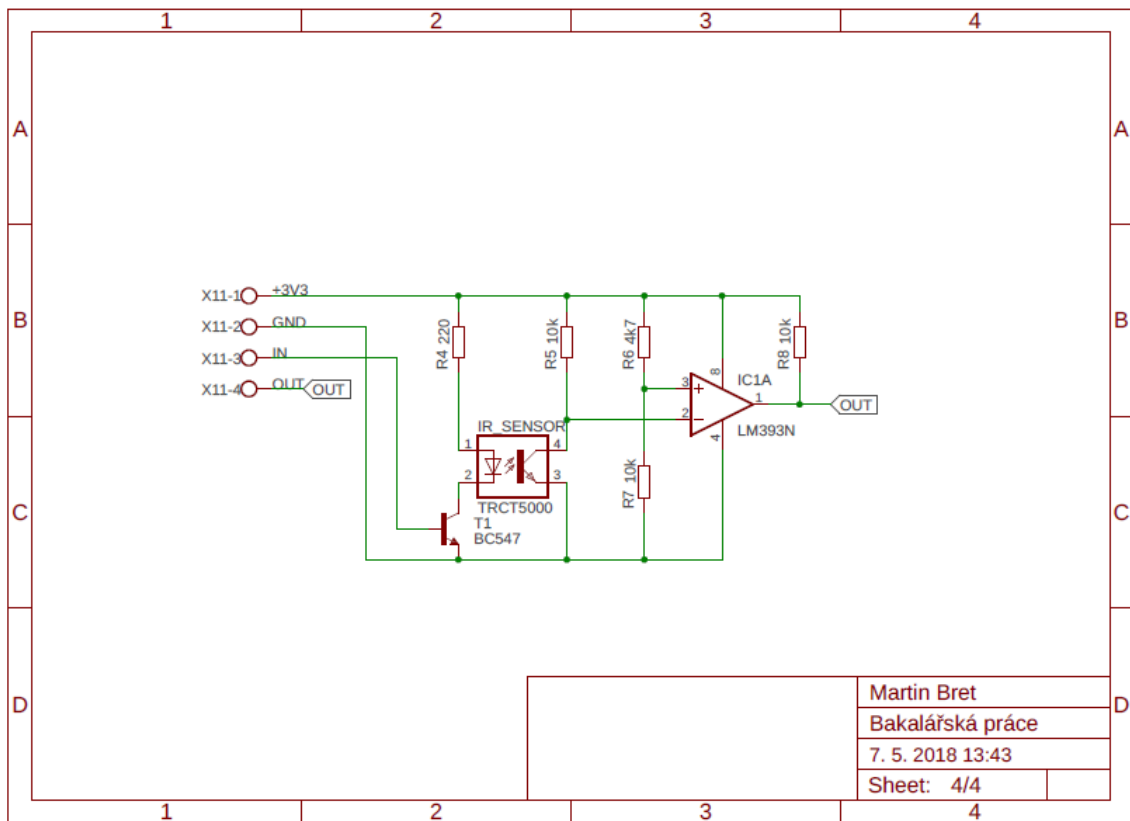 1 2 3 4
A A
X11-1 +3V3
B B
X11-2 GND
X11-3 IN
X11-4 OUT OUT
R4 220
R5 10k
R6 4k7
R8 10k
3 + 8 IC1A
1 OUT
2 - 4 LM393N
IR_SENSOR
1 4
2 3
R7 10k
TRCT5000
C C
T1
BC547
D D
Martin Bret
Bakalářská práce
7. 5. 2018 13:43
Sheet: 4/4
1 2 3 4